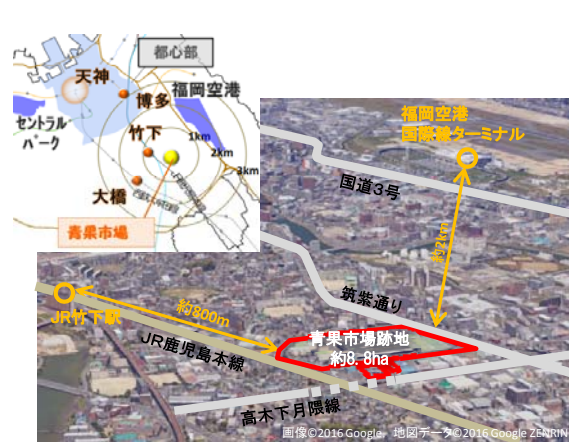 都心部
天神
博多
福岡空港
セントラル
パーク
竹下
1km
2km
3km
大橋
青果市場
福岡空港
国際線ターミナル
国道3号
約2km
筑紫通り
約800m
JR竹下駅
JR鹿児島本線
青果市場跡地
約8.8ha
高木下月隈線
画像©2016 Google 地図データ©2016 Google ZENRIN